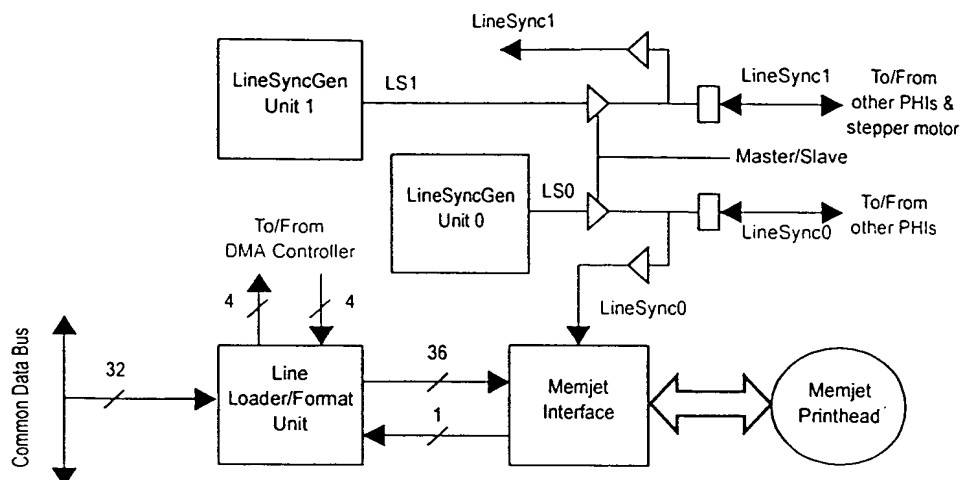 LineSync1
LineSyncGen
Unit 1
LS1
LineSync1
To/From
other PHIs &
stepper motor
Master/Slave
LineSyncGen
Unit 0
LS0
LineSync0
To/From
other PHIs
To/From
DMA Controller
4
4
LineSync0
Common Data Bus
32
Line
Loader/Format
Unit
36
1
Memjet
Interface
Memjet
Printhead